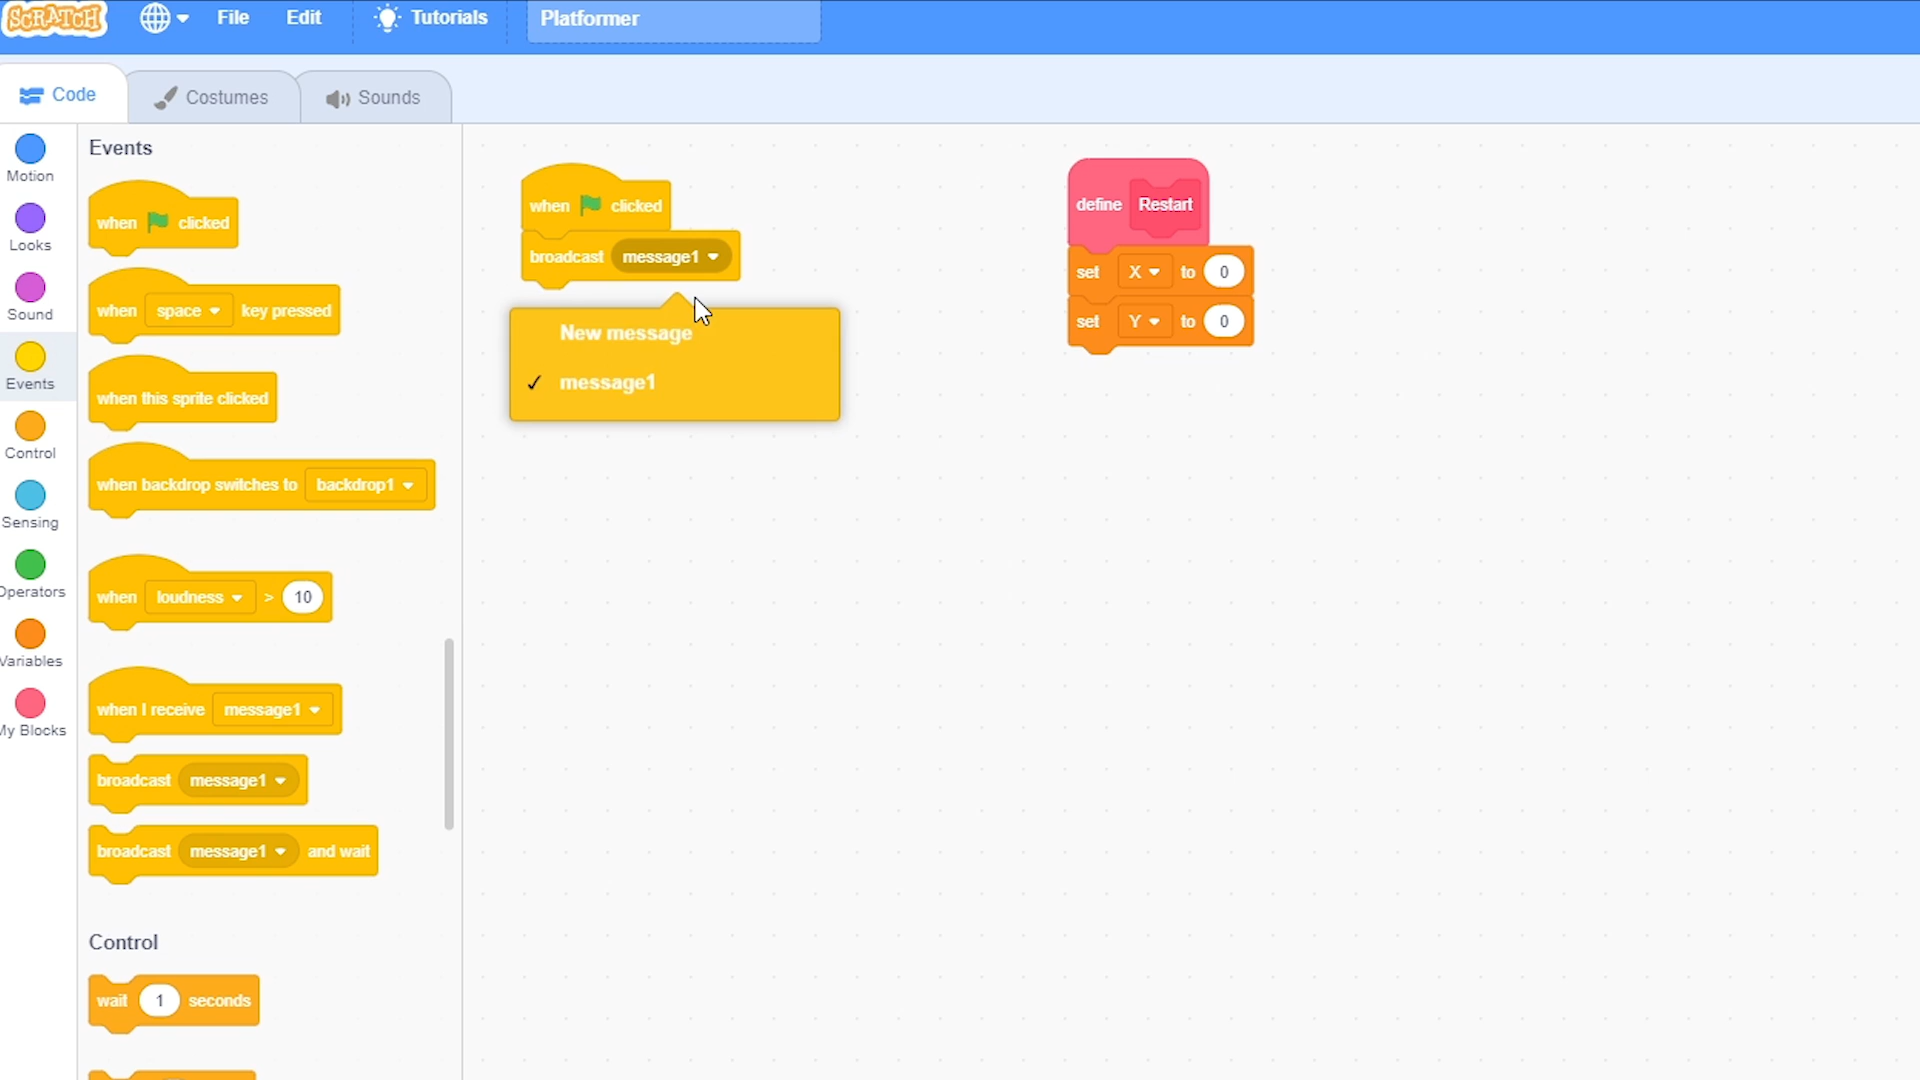 SCRATCH File Edit Tutorials Platformer
Code Costumes Sounds
Motion
Looks
Sound
Events
Control
Sensing
Operators
Variables
My Blocks
Events
when clicked
when space key pressed
when this sprite clicked
when backdrop switches to backdrop1
when loudness > 10
when I receive message1
broadcast message1
broadcast message1 and wait
Control
wait 1 seconds
when clicked
broadcast message1
New message
✓ message1
define Restart
set X to 0
set Y to 0